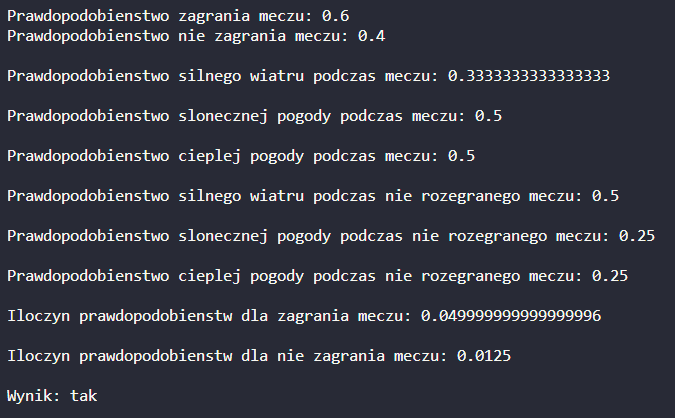 Prawdopodobienstwo zagrania meczu: 0.6
Prawdopodobienstwo nie zagrania meczu: 0.4
Prawdopodobienstwo silnego wiatru podczas meczu: 0.3333333333333333
Prawdopodobienstwo slonecznej pogody podczas meczu: 0.5
Prawdopodobienstwo cieplej pogody podczas meczu: 0.5
Prawdopodobienstwo silnego wiatru podczas nie rozegranego meczu: 0.5
Prawdopodobienstwo slonecznej pogody podczas nie rozegranego meczu: 0.25
Prawdopodobienstwo cieplej pogody podczas nie rozegranego meczu: 0.25
Iloczyn prawdopodobienstw dla zagrania meczu: 0.049999999999999996
Iloczyn prawdopodobienstw dla nie zagrania meczu: 0.0125
Wynik: tak